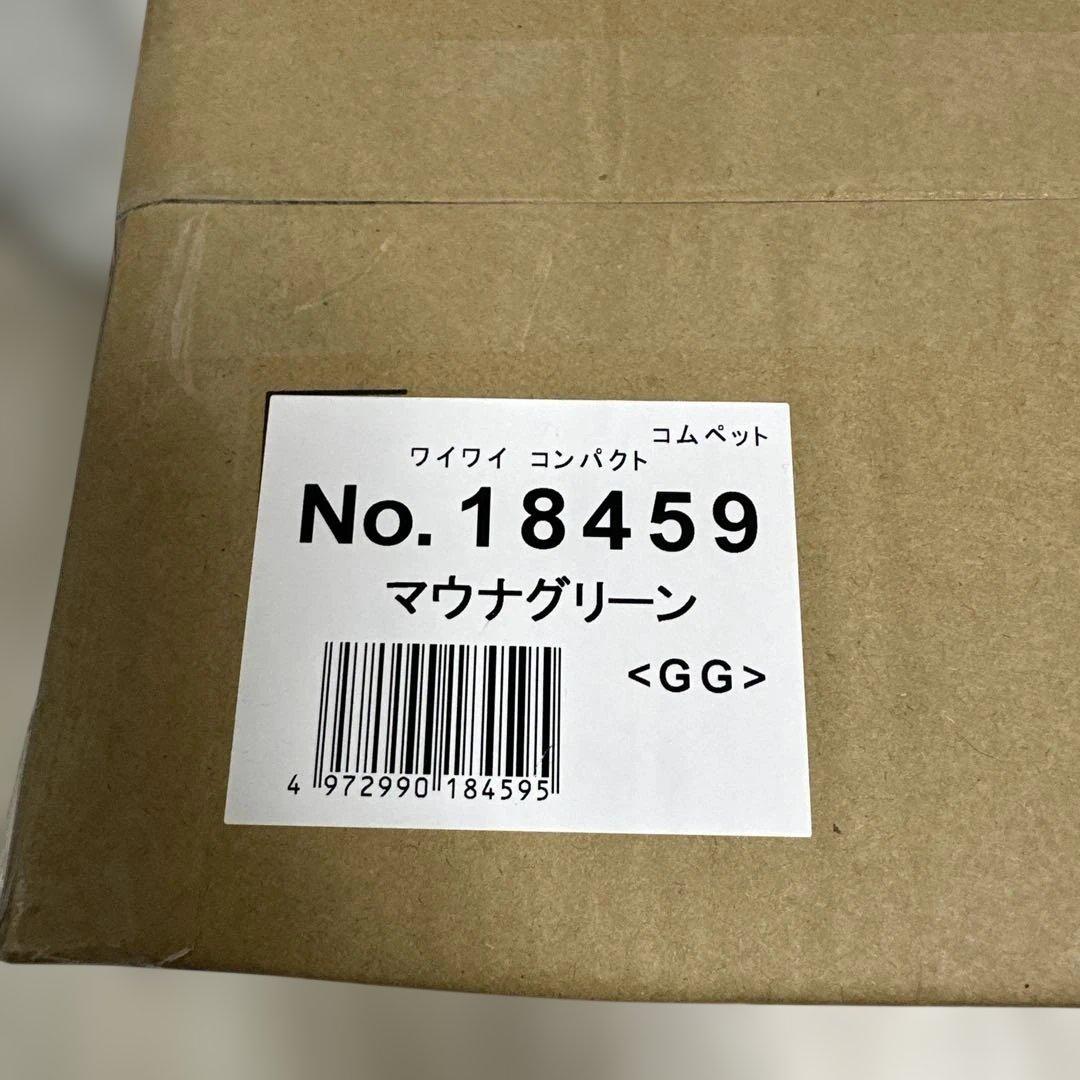 コムペット
ワイワイ コンパクト
No.18459
マウナグリーン
<GG>
4 972990 184595